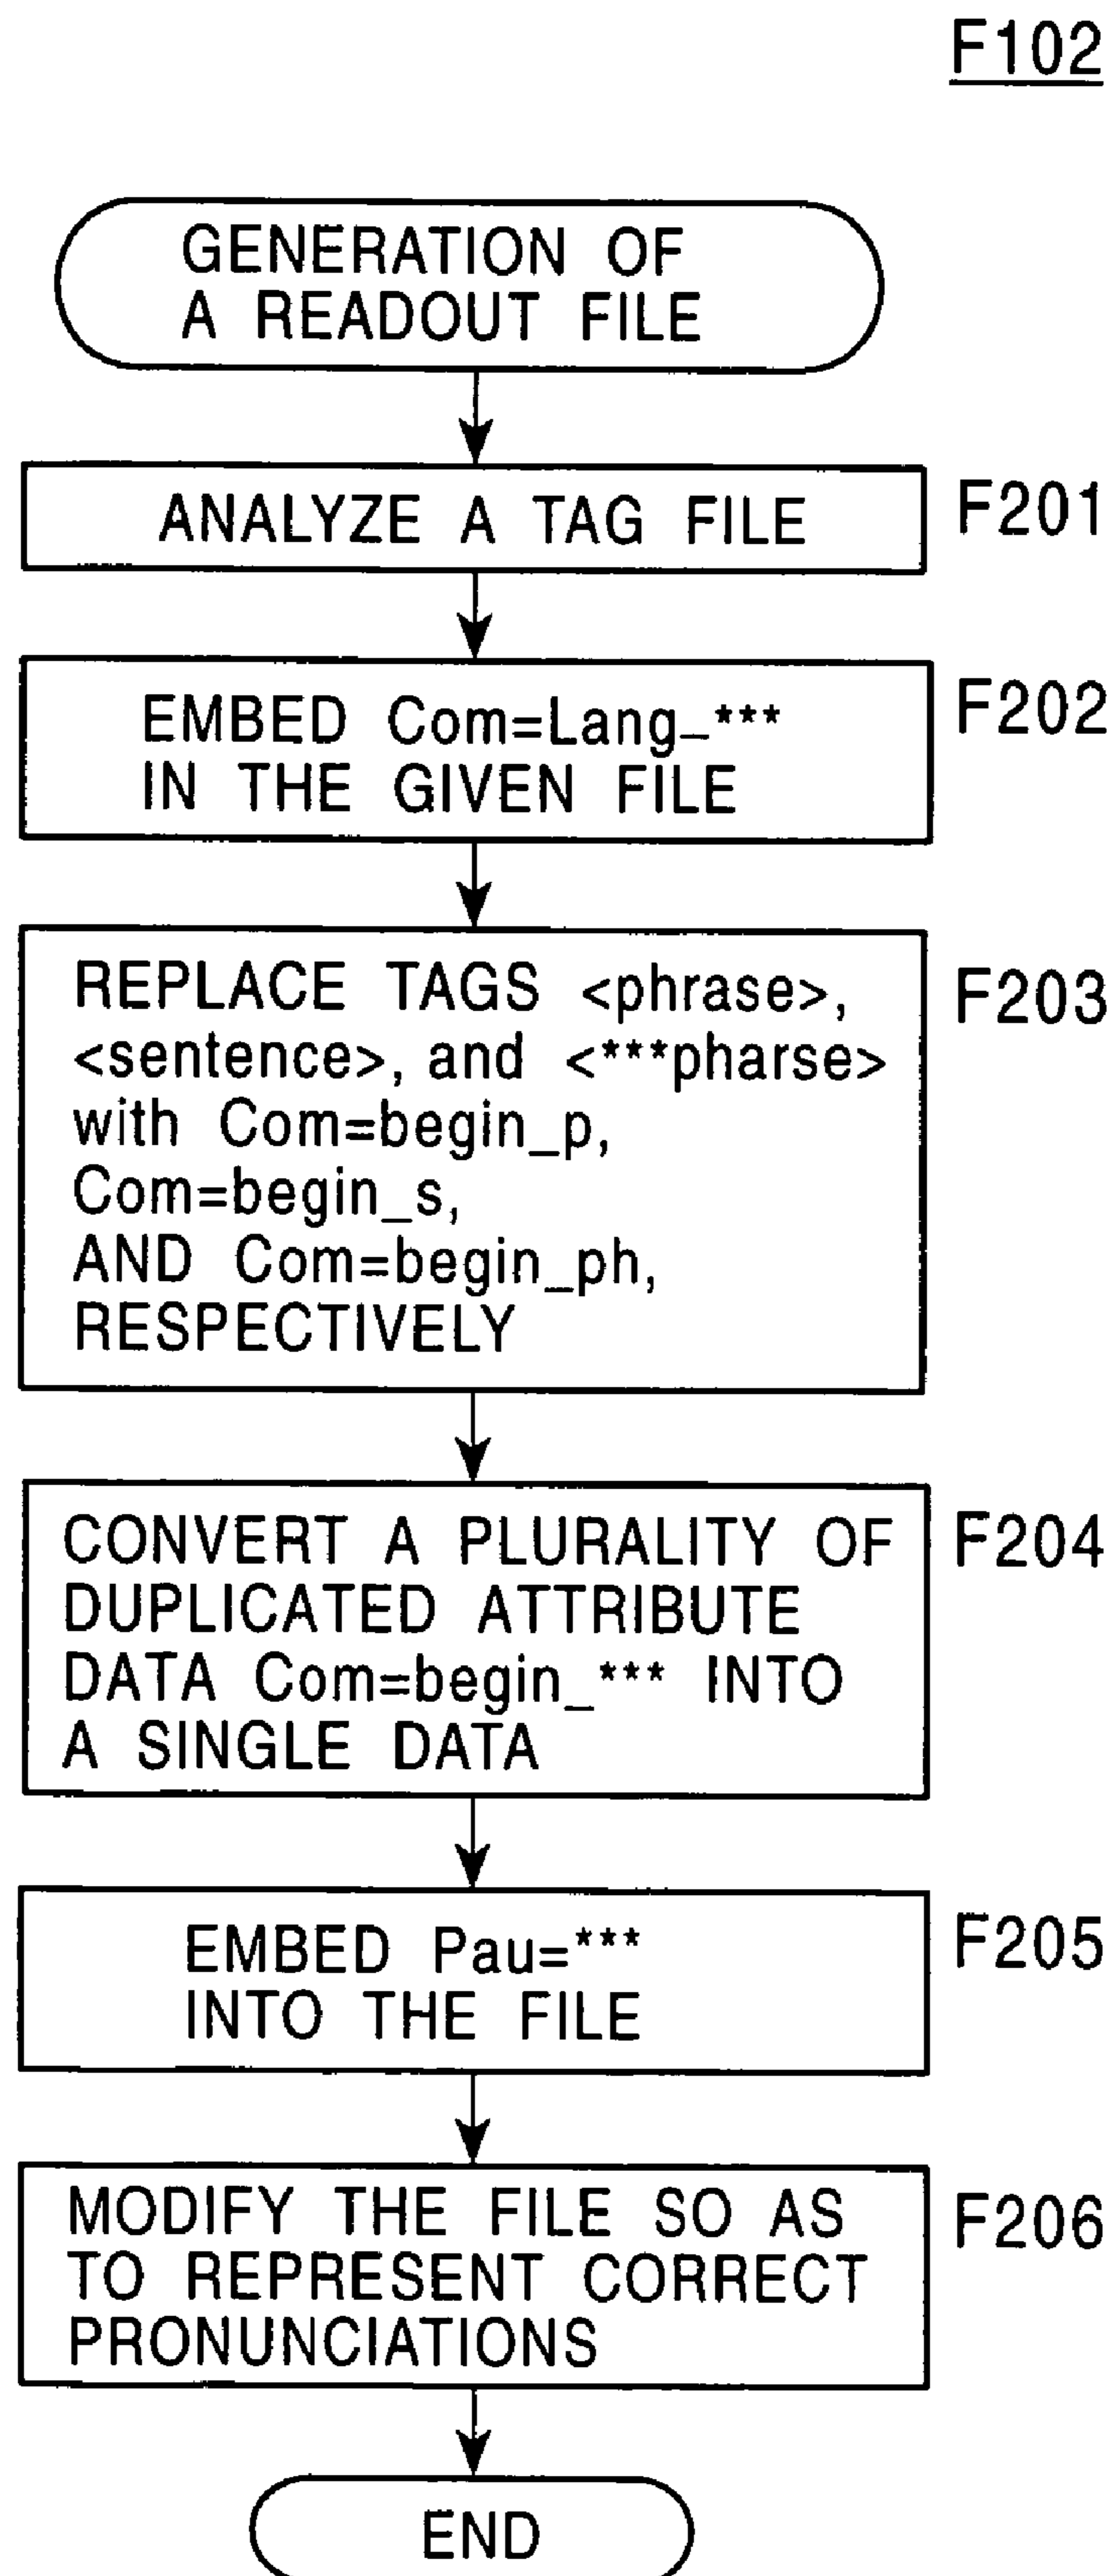 F102
GENERATION OF
A READOUT FILE
ANALYZE A TAG FILE
F201
EMBED Com=Lang_***
IN THE GIVEN FILE
F202
REPLACE TAGS <phrase>,
<sentence>, and <***pharse>
with Com=begin_p,
Com=begin_s,
AND Com=begin_ph,
RESPECTIVELY
F203
CONVERT A PLURALITY OF
DUPLICATED ATTRIBUTE
DATA Com=begin_*** INTO
A SINGLE DATA
F204
EMBED Pau=***
INTO THE FILE
F205
MODIFY THE FILE SO AS
TO REPRESENT CORRECT
PRONUNCIATIONS
F206
END